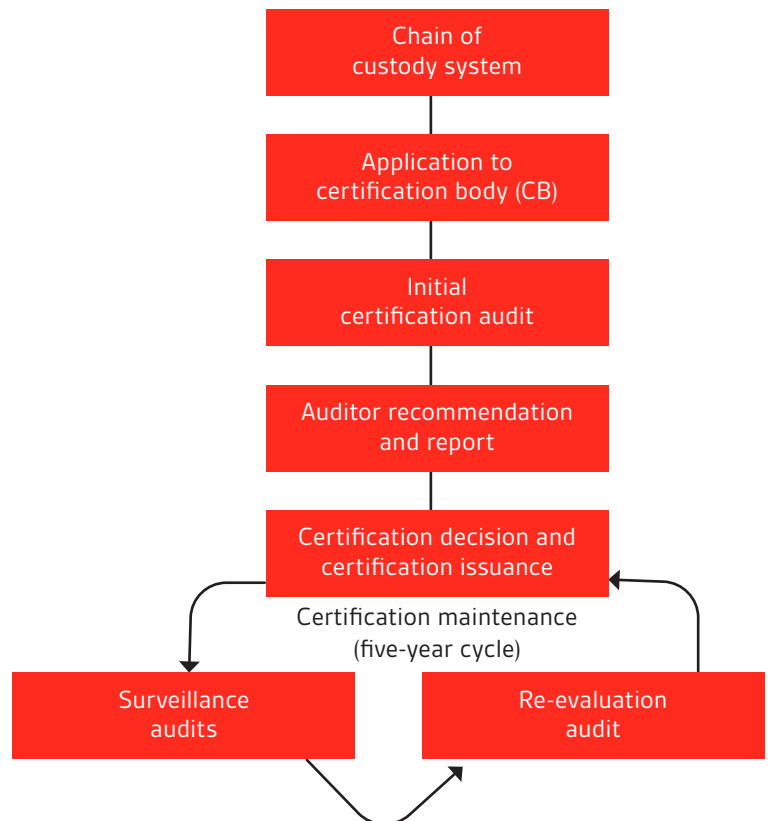 Chain of
custody system
Application to
certification body (CB)
Initial
certification audit
Auditor recommendation
and report
Certification decision and
certification issuance
Certification maintenance
(five-year cycle)
Surveillance
audits
Re-evaluation
audit